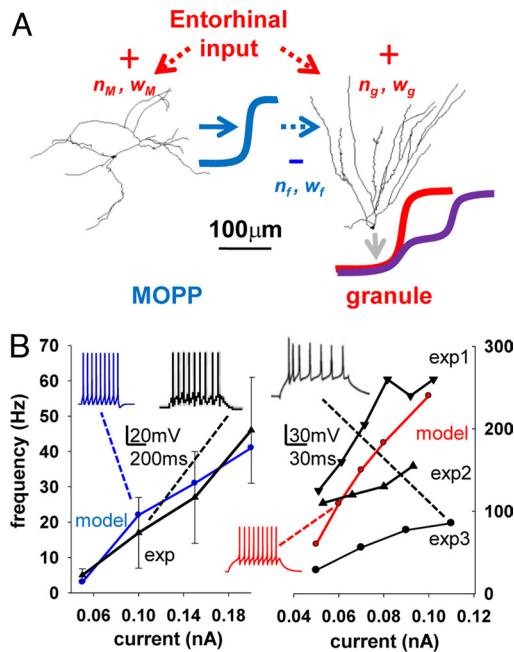 A
Entorhinal
input
+
+
n_M, w_M
n_g, w_g
-
n_f, w_f
100µm
MOPP
granule
B
70
60
50
40
30
20
10
0
frequency (Hz)
20mV
200ms
model
exp
0.06
0.10
0.14
0.18
current (nA)
30mV
30ms
exp1
model
exp2
exp3
300
200
100
0
0.04
0.06
0.08
0.10
0.12
current (nA)